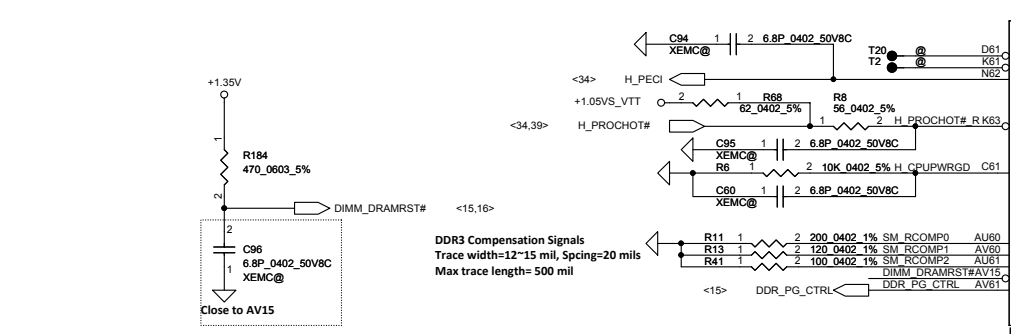 C94 1 2 6.8P_0402_50V8C
XEMC@
T20 @ D61
T2 @ K61
<34> H_PECI N62
+1.35V
+1.05VS_VTT 2 1 R68
62_0402_5%
R8
56_0402_5%
<34,39> H_PROCHOT# 1 2 H_PROCHOT#_R K63
C95 1 2 6.8P_0402_50V8C
XEMC@
1
R184
470_0603_5%
2
R6 1 2 10K_0402_5% H_CPUPWRGD C61
C60 1 2 6.8P_0402_50V8C
XEMC@
DIMM_DRAMRST# <15,16>
2
C96
6.8P_0402_50V8C
1
XEMC@
Close to AV15
DDR3 Compensation Signals
Trace width=12~15 mil, Spcing=20 mils
Max trace length= 500 mil
R11 1 2 200_0402_1% SM_RCOMP0 AU60
R13 1 2 120_0402_1% SM_RCOMP1 AV60
R41 1 2 100_0402_1% SM_RCOMP2 AU61
DIMM_DRAMRST# AV15
<15> DDR_PG_CTRL DDR_PG_CTRL AV61